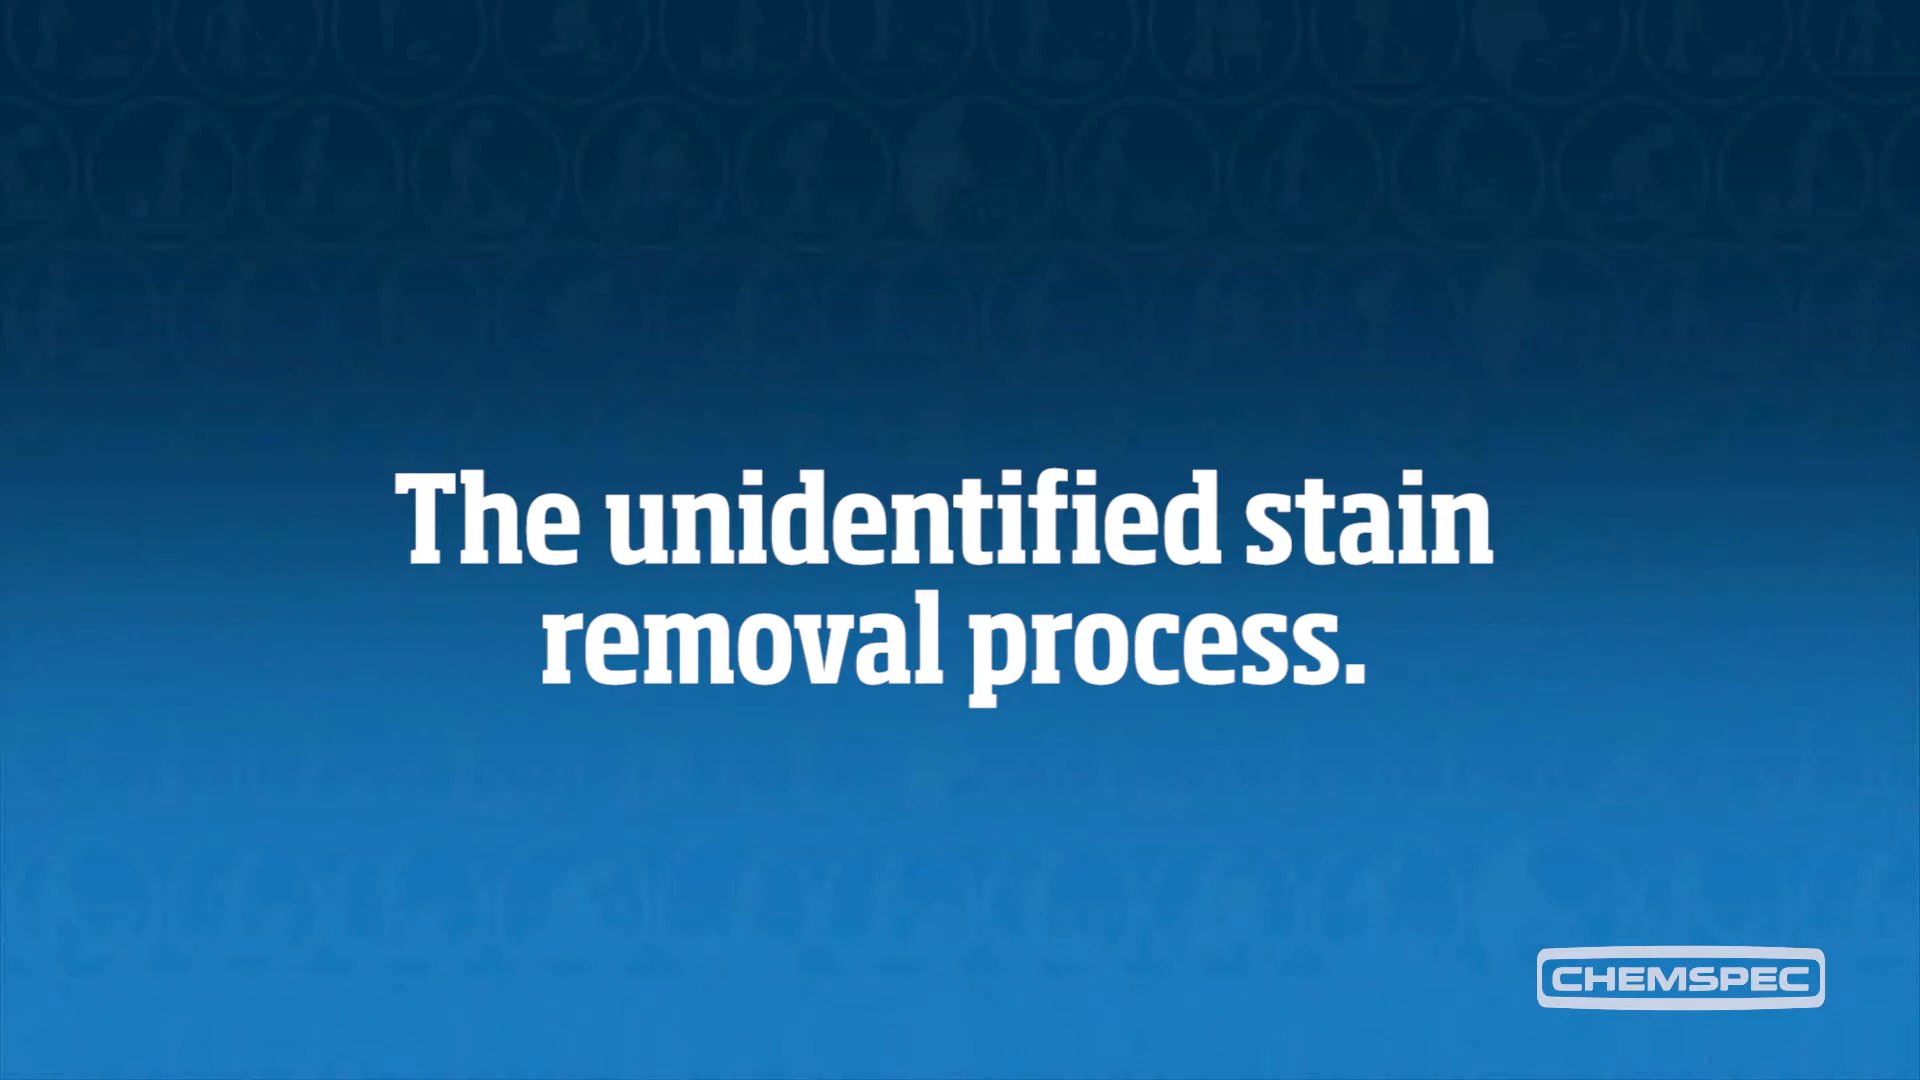 The unidentified stain
removal process.
CHEMSPEC